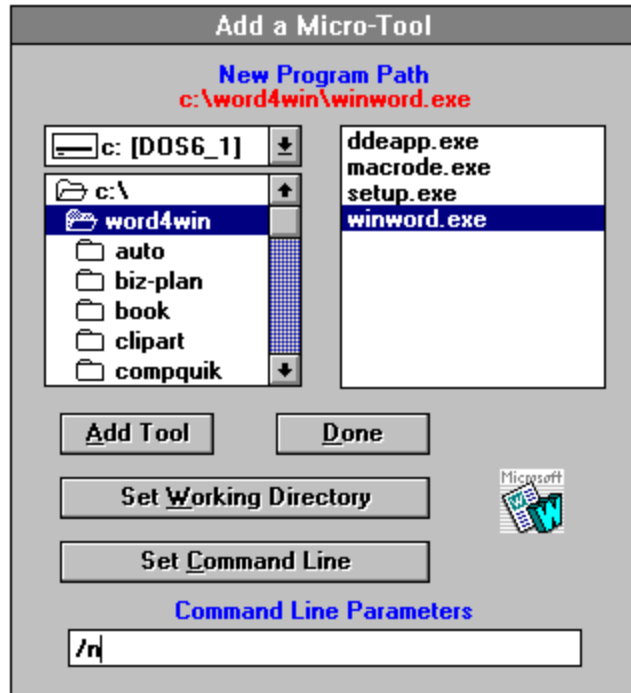 Add a Micro-Tool
New Program Path
c:\word4win\winword.exe
c: [DOS6_1]
c:\
word4win
auto
biz-plan
book
clipart
compquik
ddeapp.exe
macrode.exe
setup.exe
winword.exe
Add Tool
Done
Set Working Directory
Microsoft
W
Set Command Line
Command Line Parameters
/n